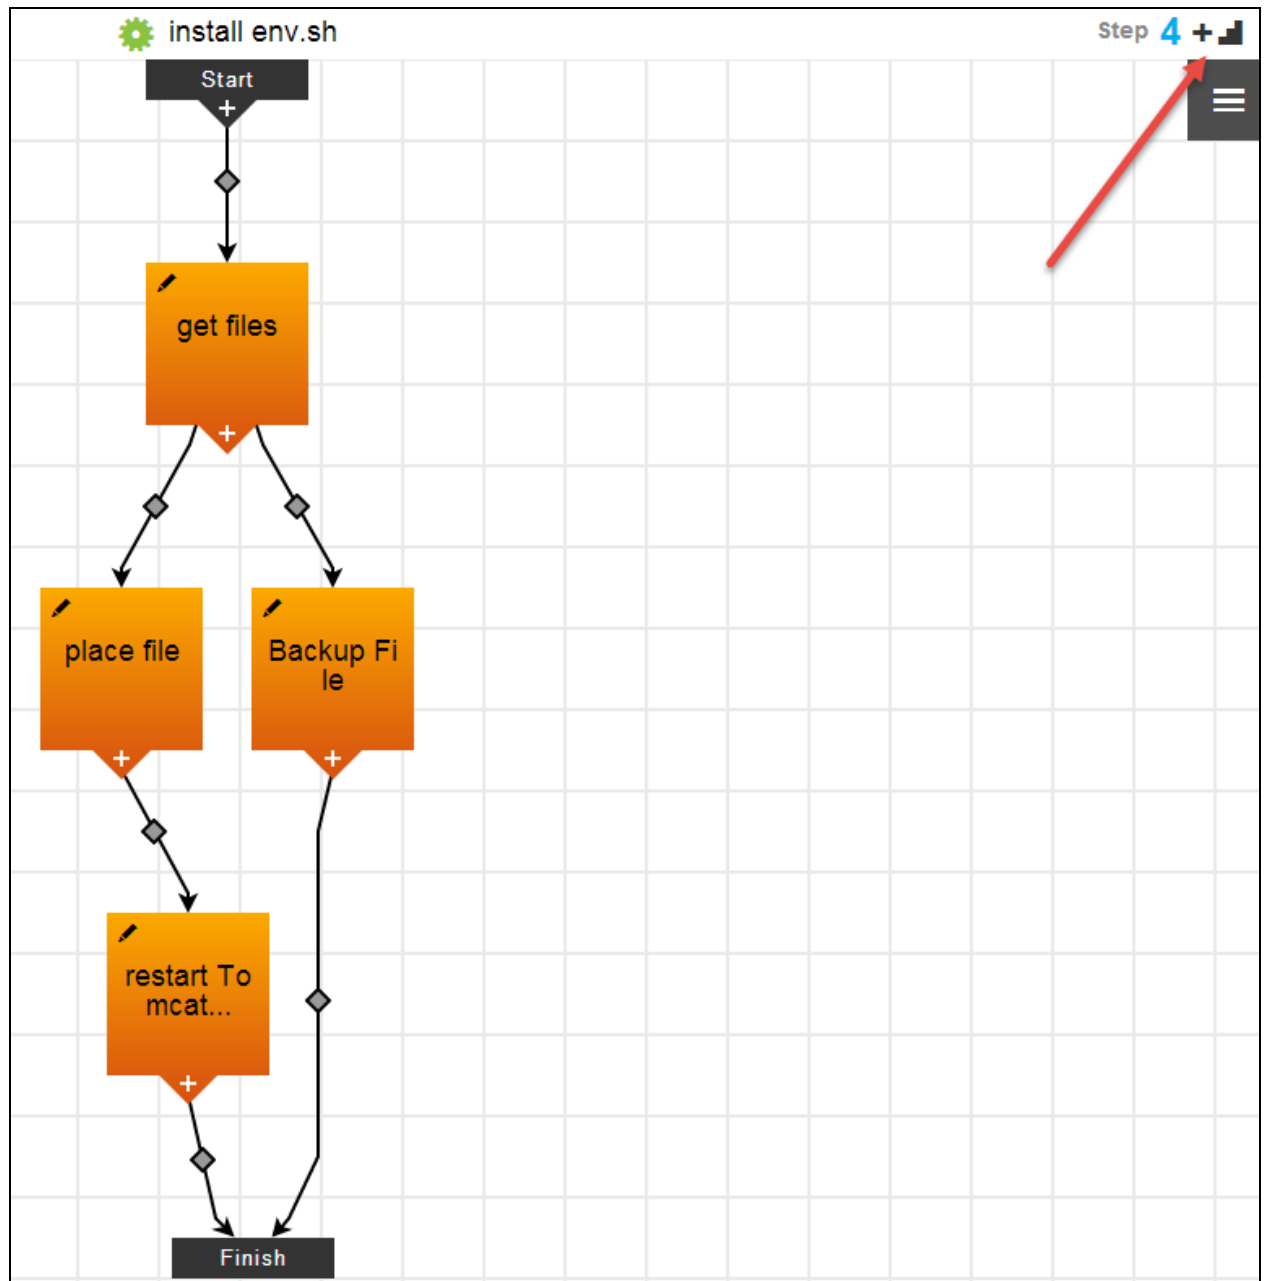 install env.sh
Step 4
Start
get files
place file
Backup Fi
le
restart To
mcat...
Finish